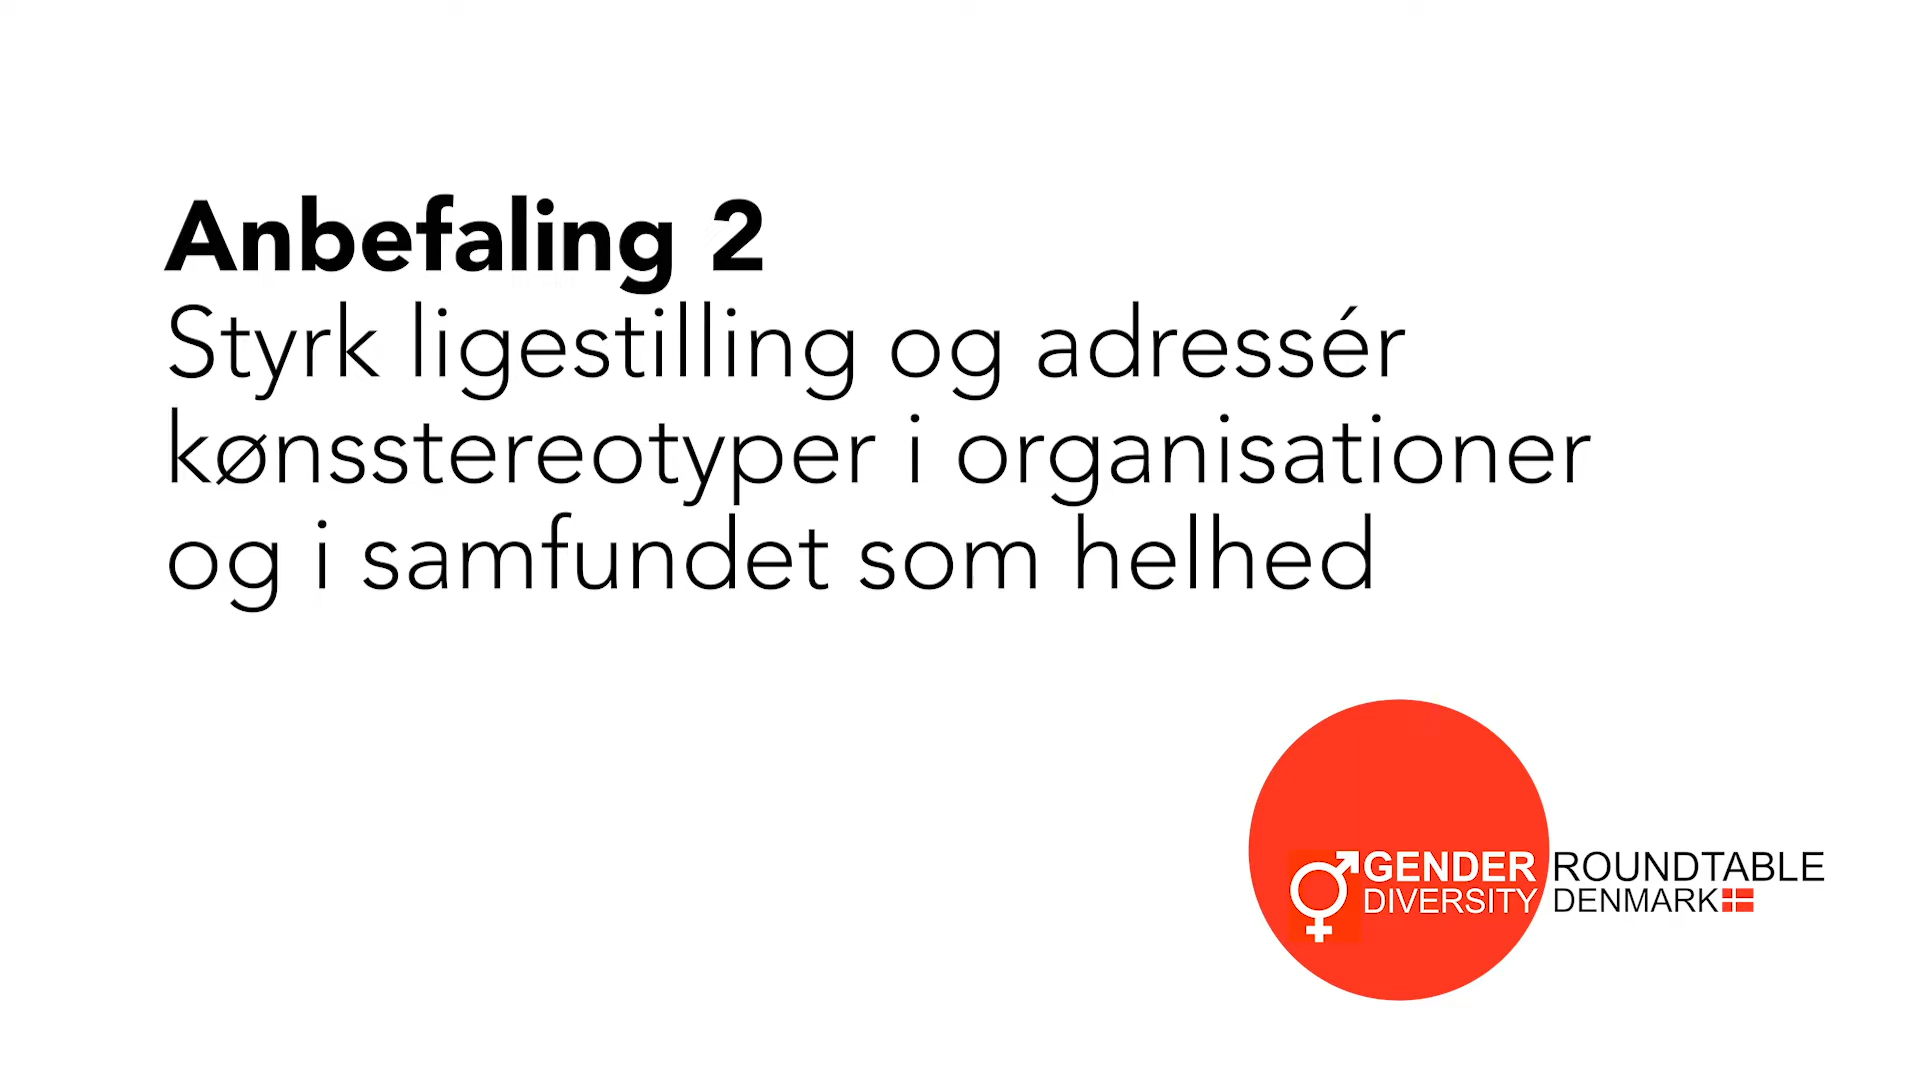 Anbefaling 2
Styrk ligestilling og adressér
kønsstereotyper i organisationer
og i samfundet som helhed
GENDER ROUNDTABLE
DIVERSITY DENMARK